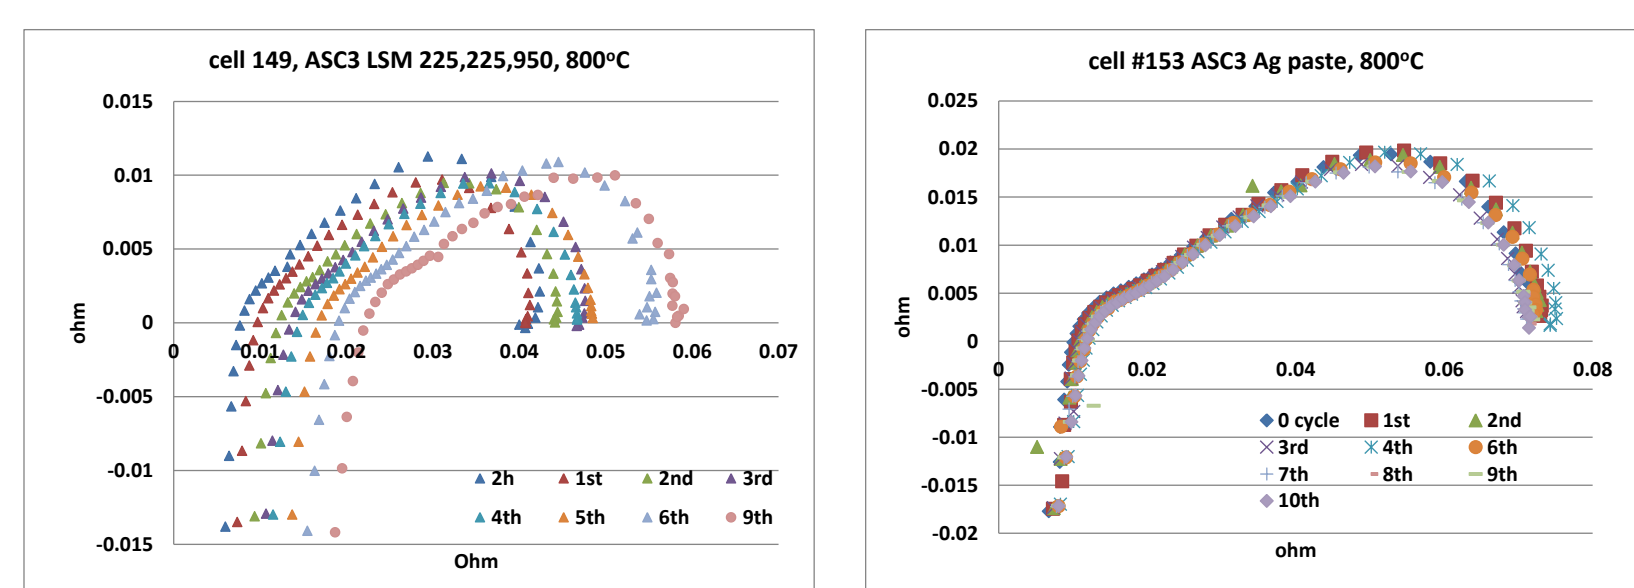 cell 149, ASC3 LSM 225,225,950, 800°C
0.015
0.01
0.005
0
-0.005
-0.01
-0.015
ohm
0 0.01 0.02 0.03 0.04 0.05 0.06 0.07
2h 1st 2nd 3rd
4th 5th 6th 9th
Ohm
cell #153 ASC3 Ag paste, 800°C
0.025
0.02
0.015
0.01
0.005
0
-0.005
-0.01
-0.015
-0.02
ohm
0 0.02 0.04 0.06 0.08
0 cycle 1st 2nd
3rd 4th 6th
7th 8th 9th
10th
ohm